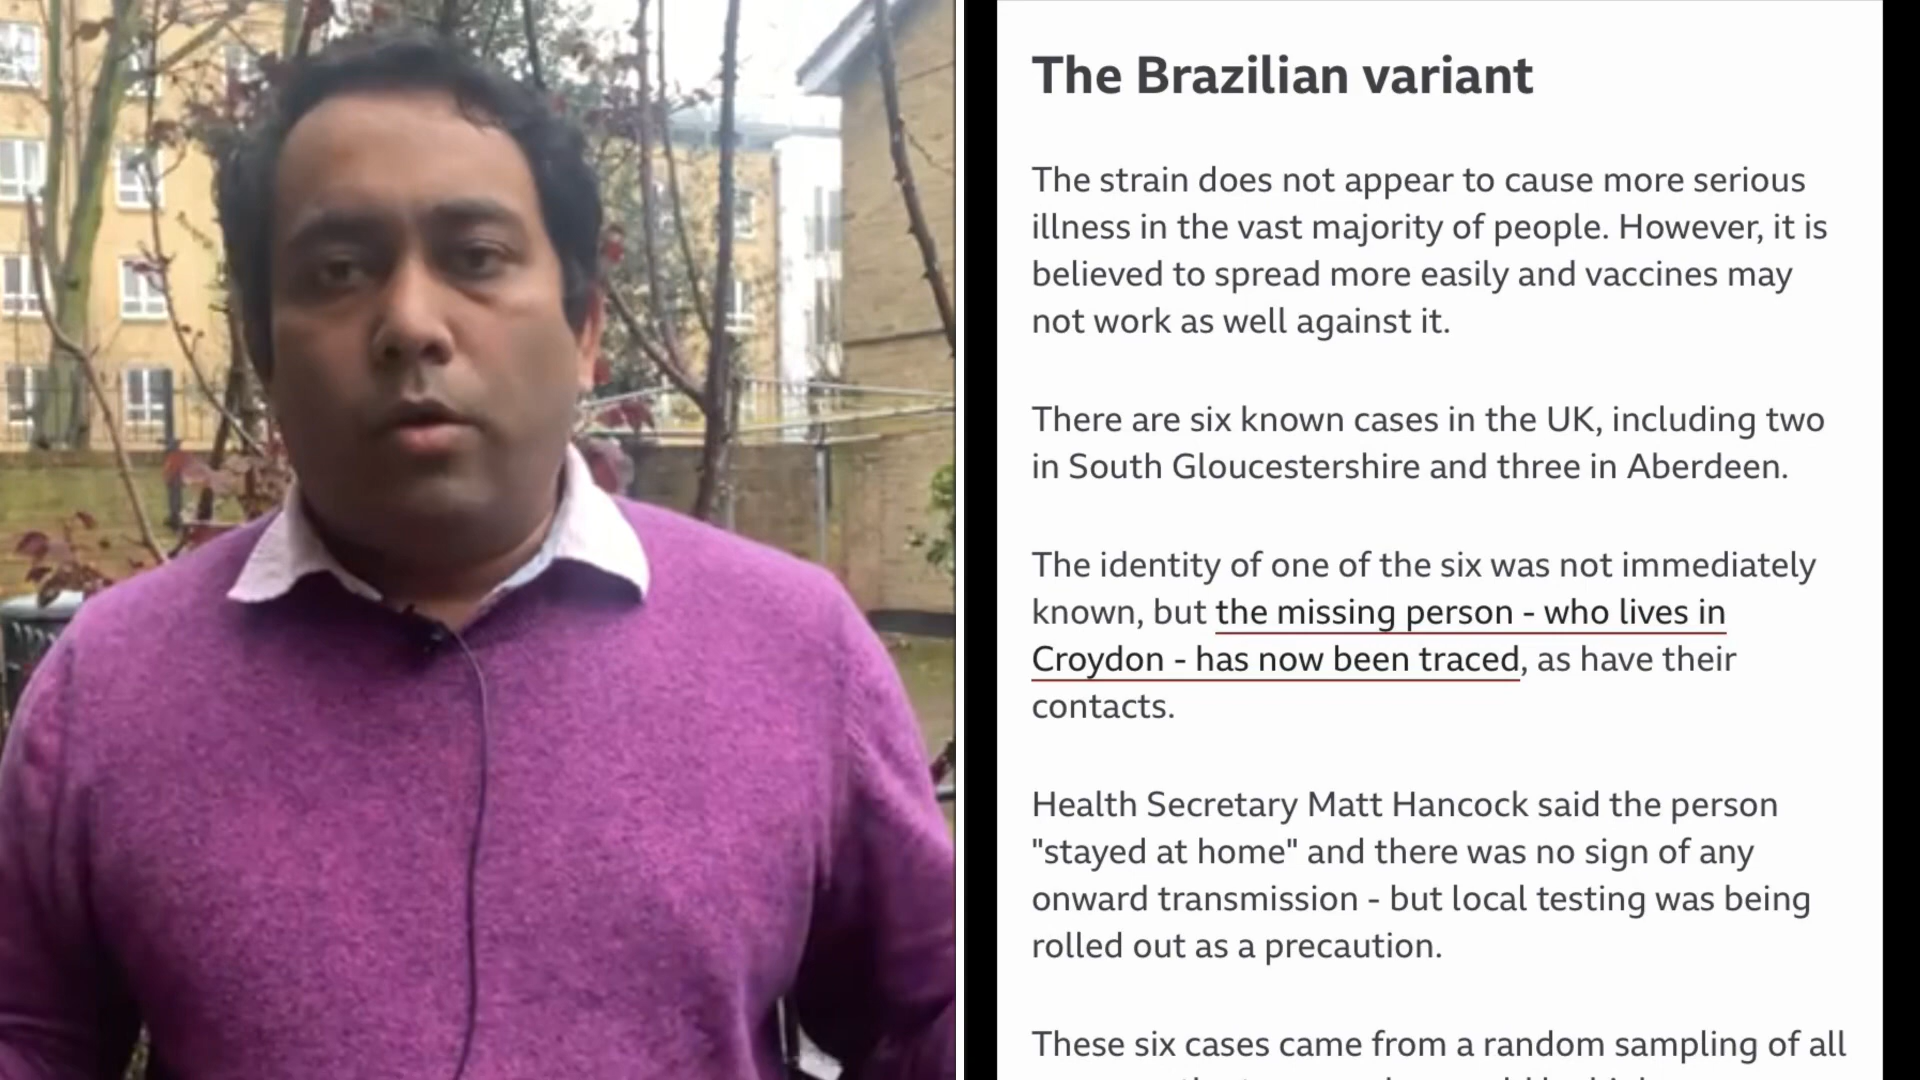 The Brazilian variant
The strain does not appear to cause more serious
illness in the vast majority of people. However, it is
believed to spread more easily and vaccines may
not work as well against it.
There are six known cases in the UK, including two
in South Gloucestershire and three in Aberdeen.
The identity of one of the six was not immediately
known, but the missing person - who lives in
Croydon - has now been traced, as have their
contacts.
Health Secretary Matt Hancock said the person
"stayed at home" and there was no sign of any
onward transmission - but local testing was being
rolled out as a precaution.
These six cases came from a random sampling of all